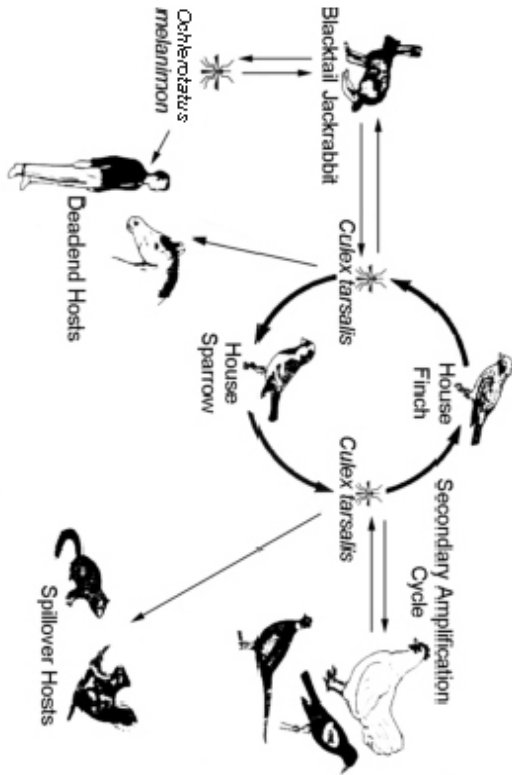 Secondary Amplification
Cycle
House
Finch
Culex tarsalis
Culex tarsalis
Blacktail Jackrabbit
House
Sparrow
Ochlerotatus
melanimon
Deadend Hosts
Spillover Hosts